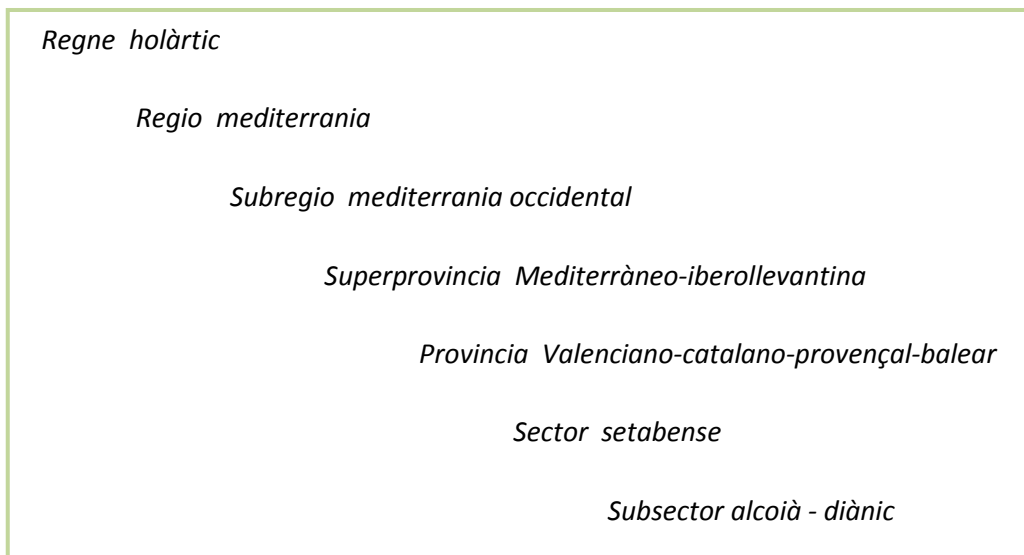 Regne holàrtic
Regio mediterrania
Subregio mediterrania occidental
Superprovincia Mediterràneo-iberollevantina
Provincia Valenciano-catalano-provençal-balear
Sector setabense
Subsector alcoià - diànic